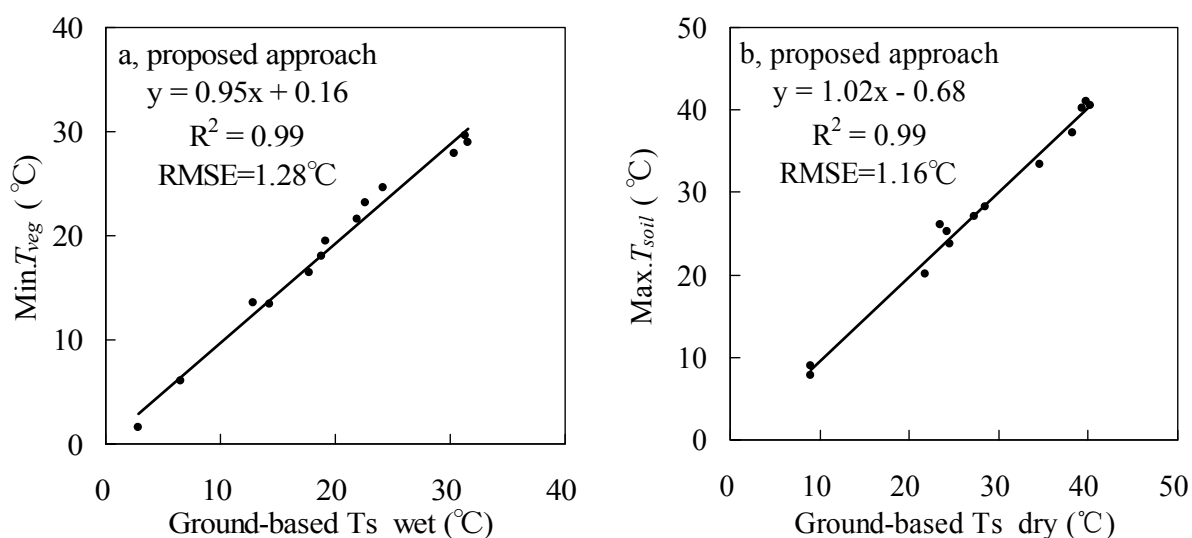 a, proposed approach
y = 0.95x + 0.16
R² = 0.99
RMSE=1.28℃
Min.Tveg (℃)
40
30
20
10
0
0 10 20 30 40
Ground-based Ts wet (℃)
b, proposed approach
y = 1.02x - 0.68
R² = 0.99
RMSE=1.16℃
Max.Tsoil (℃)
50
40
30
20
10
0
0 10 20 30 40 50
Ground-based Ts dry (℃)